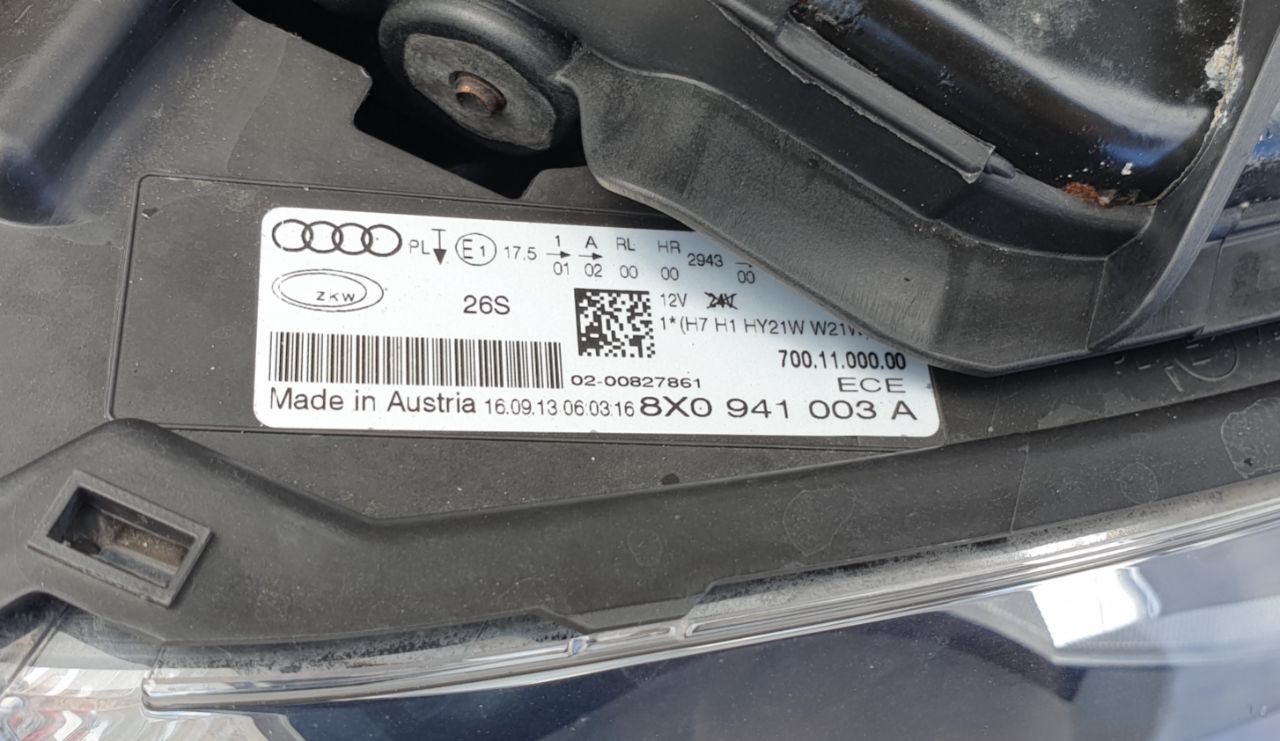 PL E1 17.5 1 A RL HR 2943
01 02 00 00 00
ZKW 26S 12V 24V
1*(H7 H1 HY21W W21W
700.11.000.00
02-00827861 ECE
Made in Austria 16.09.13 06:03:16 8X0 941 003 A